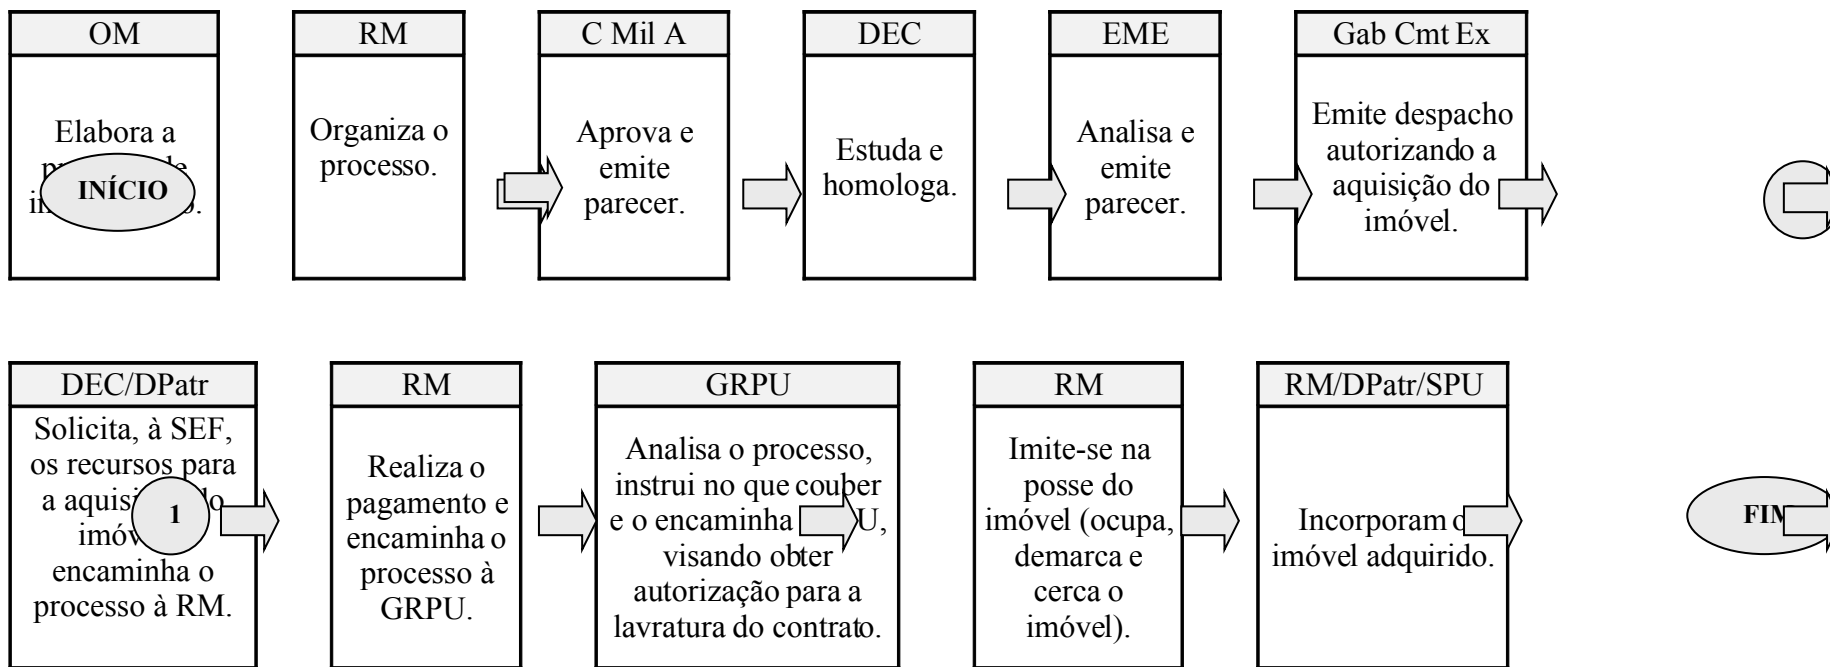 OM
Elabora a
INÍCIO
RM
Organiza o
processo.
C Mil A
Aprova e
emite
parecer.
DEC
Estuda e
homologa.
EME
Analisa e
emite
parecer.
Gab Cmt Ex
Emite despacho
autorizando a
aquisição do
imóvel.
DEC/DPatr
Solicita, à SEF,
os recursos para
a
encaminha o
processo à RM.
1
RM
Realiza o
pagamento e
encaminha o
processo à
GRPU.
GRPU
Analisa o processo,
instrui no que couber
e o encaminha
visando obter
autorização para a
lavratura do contrato.
RM
Imite-se na
posse do
imóvel (ocupa,
demarca e
cerca o
imóvel).
RM/DPatr/SPU
Incorporam o
imóvel adquirido.
FIM